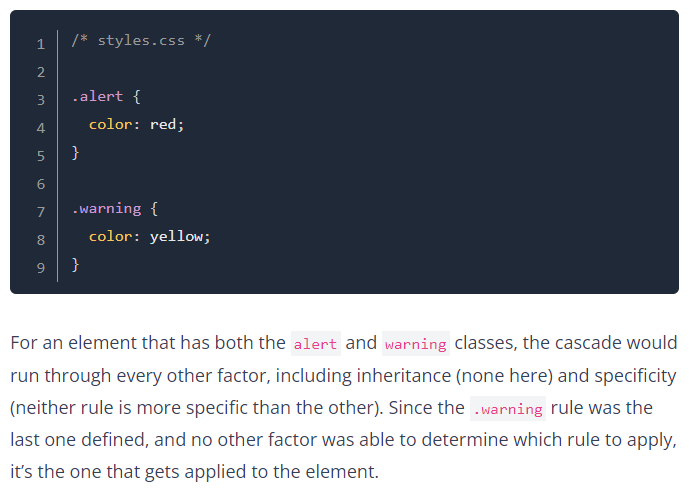 1 /* styles.css */
2
3 .alert {
4   color: red;
5 }
6
7 .warning {
8   color: yellow;
9 }
For an element that has both the alert and warning classes, the cascade would
run through every other factor, including inheritance (none here) and specificity
(neither rule is more specific than the other). Since the .warning rule was the
last one defined, and no other factor was able to determine which rule to apply,
it’s the one that gets applied to the element.